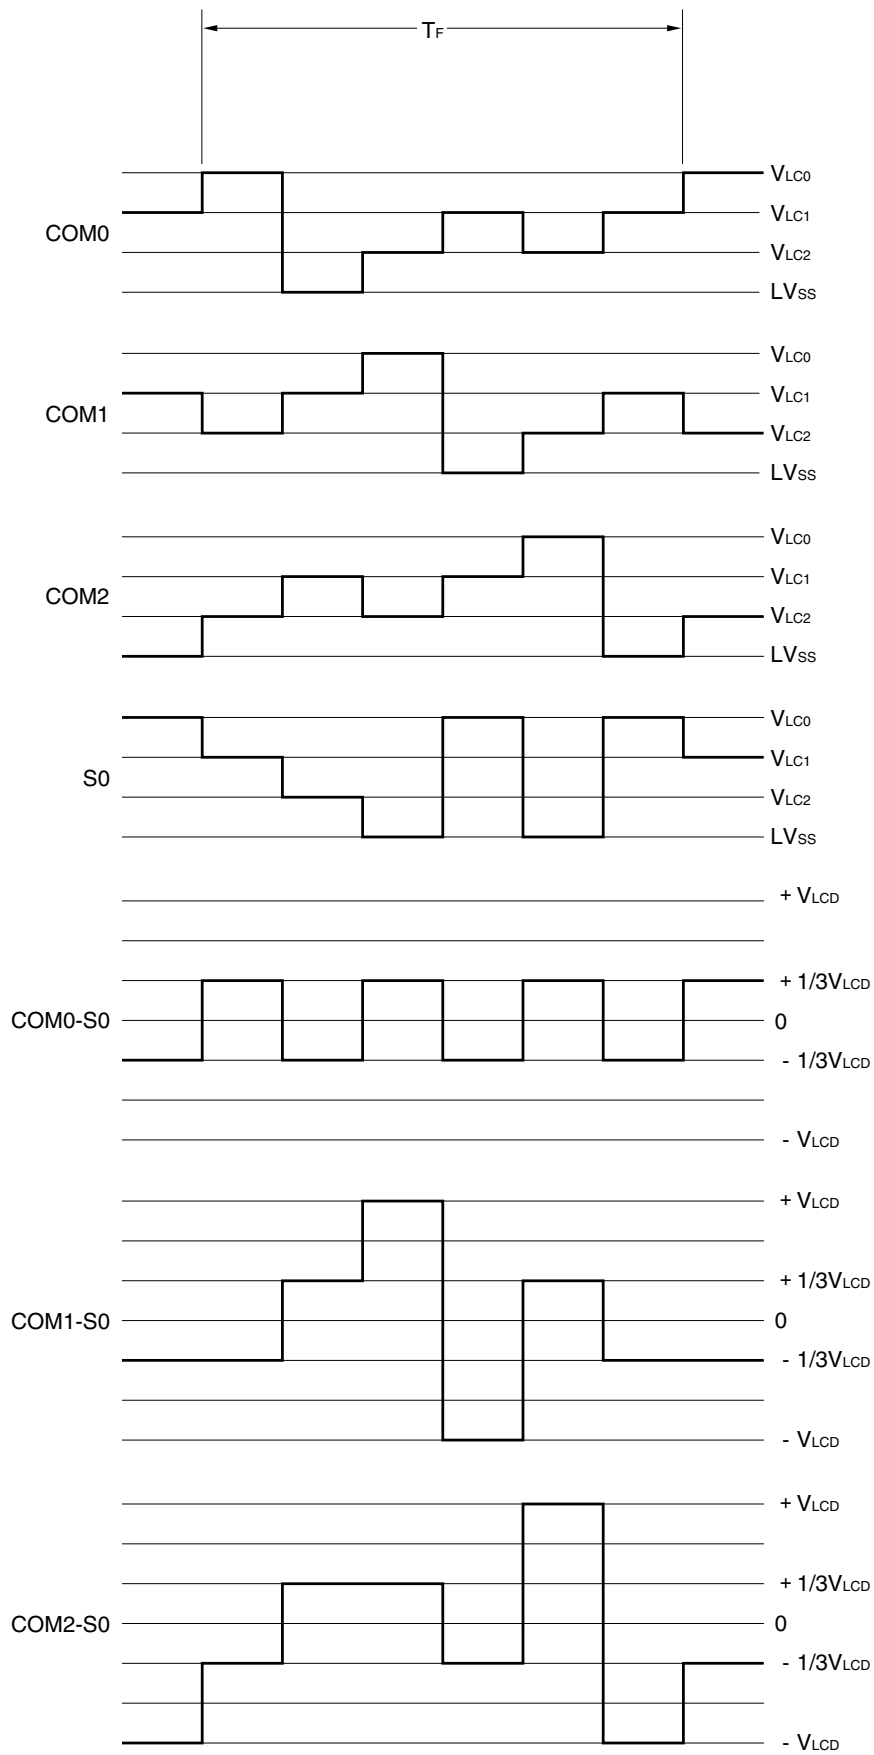 TF
VLC0
VLC1
COM0
VLC2
LVSS
VLC0
VLC1
COM1
VLC2
LVSS
VLC0
VLC1
COM2
VLC2
LVSS
VLC0
VLC1
S0
VLC2
LVSS
+ VLCD
+ 1/3VLCD
COM0-S0
0
- 1/3VLCD
- VLCD
+ VLCD
+ 1/3VLCD
COM1-S0
0
- 1/3VLCD
- VLCD
+ VLCD
+ 1/3VLCD
COM2-S0
0
- 1/3VLCD
- VLCD